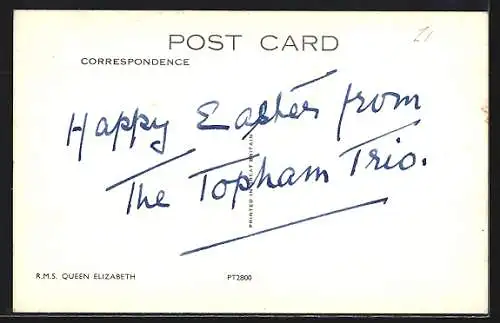 21
POST CARD
CORRESPONDENCE
Happy Easter from
The Topham Trio.
PRINTED IN GREAT BRITAIN
R.M.S. QUEEN ELIZABETH
PT2800